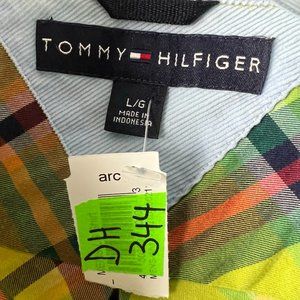 TOMMY HILFIGER
L/G
MADE IN
INDONESIA
arc
DH
344